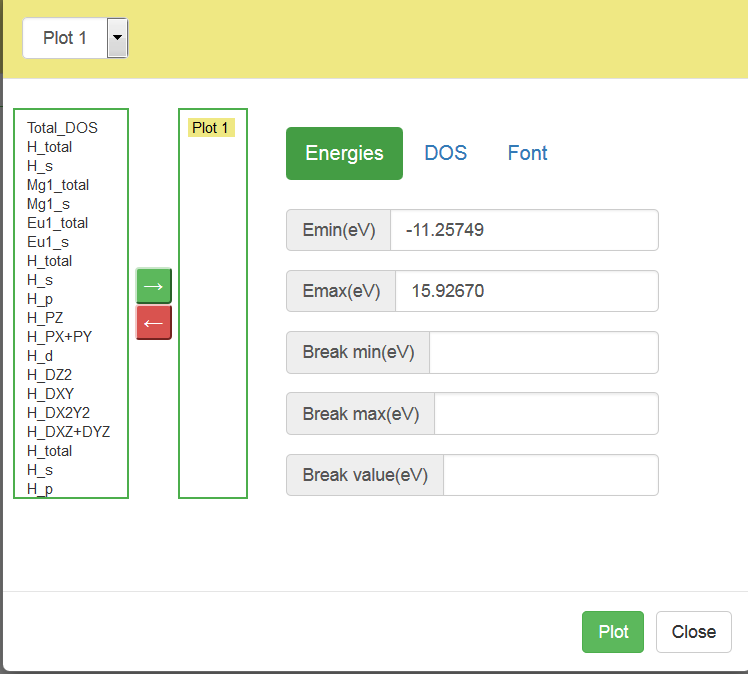 Plot 1
Total_DOS
H_total
H_s
Mg1_total
Mg1_s
Eu1_total
Eu1_s
H_total
H_s
H_p
H_PZ
H_PX+PY
H_d
H_DZ2
H_DXY
H_DX2Y2
H_DXZ+DYZ
H_total
H_s
H_p
→
←
Plot 1
Energies DOS Font
Emin(eV) -11.25749
Emax(eV) 15.92670
Break min(eV)
Break max(eV)
Break value(eV)
Plot Close